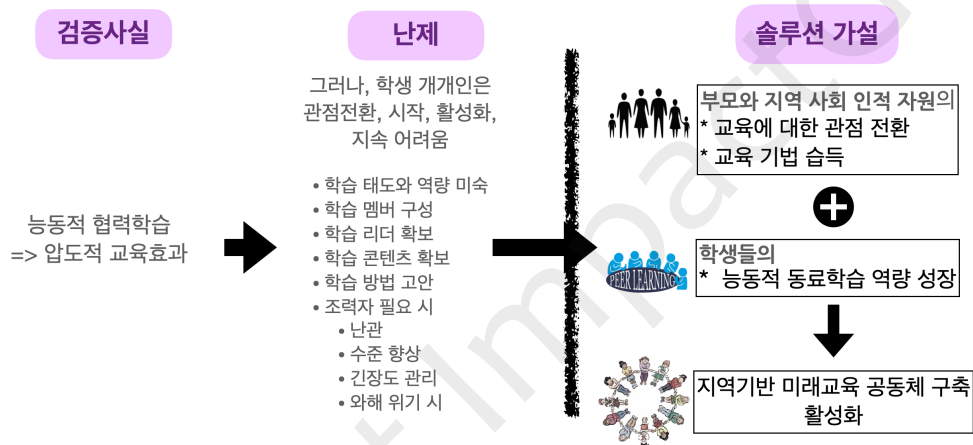 검증사실
능동적 협력학습
=> 압도적 교육효과
난제
그러나, 학생 개개인은
관점전환, 시작, 활성화,
지속 어려움
• 학습 태도와 역량 미숙
• 학습 멤버 구성
• 학습 리더 확보
• 학습 콘텐츠 확보
• 학습 방법 고안
• 조력자 필요 시
• 난관
• 수준 향상
• 긴장도 관리
• 와해 위기 시
솔루션 가설
부모와 지역 사회 인적 자원의
* 교육에 대한 관점 전환
* 교육 기법 습득
PEER LEARNING
학생들의
* 능동적 동료학습 역량 성장
지역기반 미래교육 공동체 구축
활성화
Impact